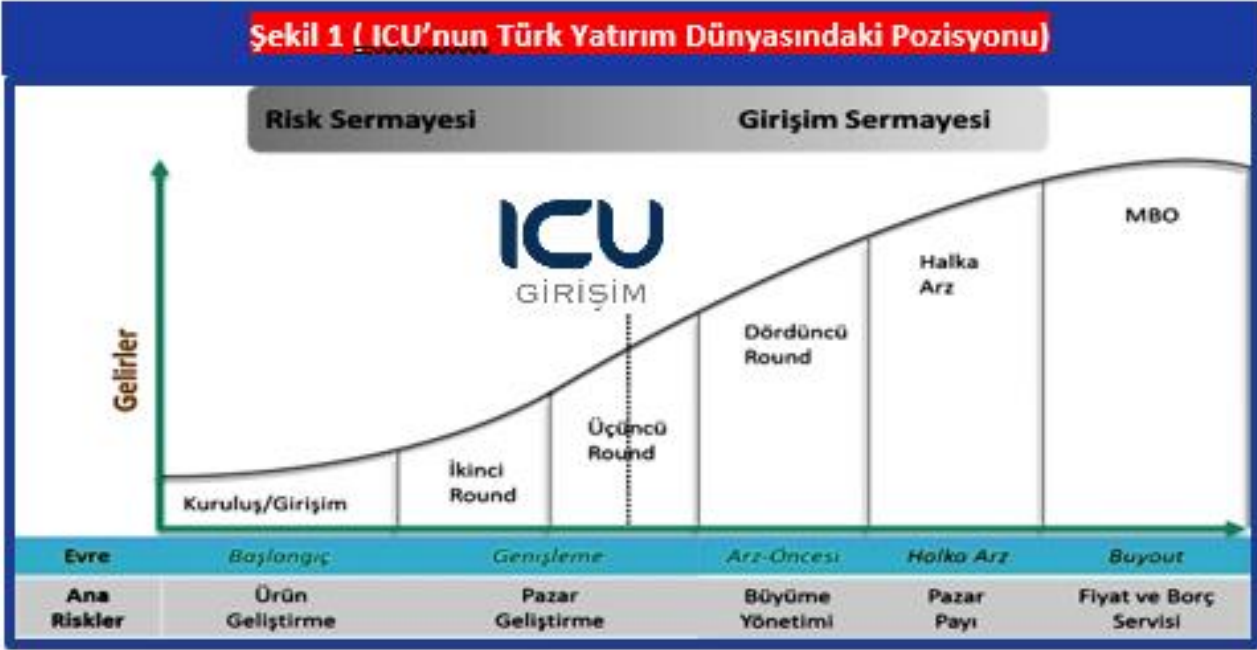 Şekil 1 ( ICU’nun Türk Yatırım Dünyasındaki Pozisyonu)
Risk Sermayesi Girişim Sermayesi
ICU
GİRİŞİM
MBO
Halka
Arz
Dördüncü
Round
Gelirler
Üçüncü
Round
İkinci
Round
Kuruluş/Girişim
Evre Başlangıç Genişleme Arz-Öncesi Halka Arz Buyout
Ana Riskler Ürün Geliştirme Pazar Geliştirme Büyüme Yönetimi Pazar Payı Fiyat ve Borç Servisi